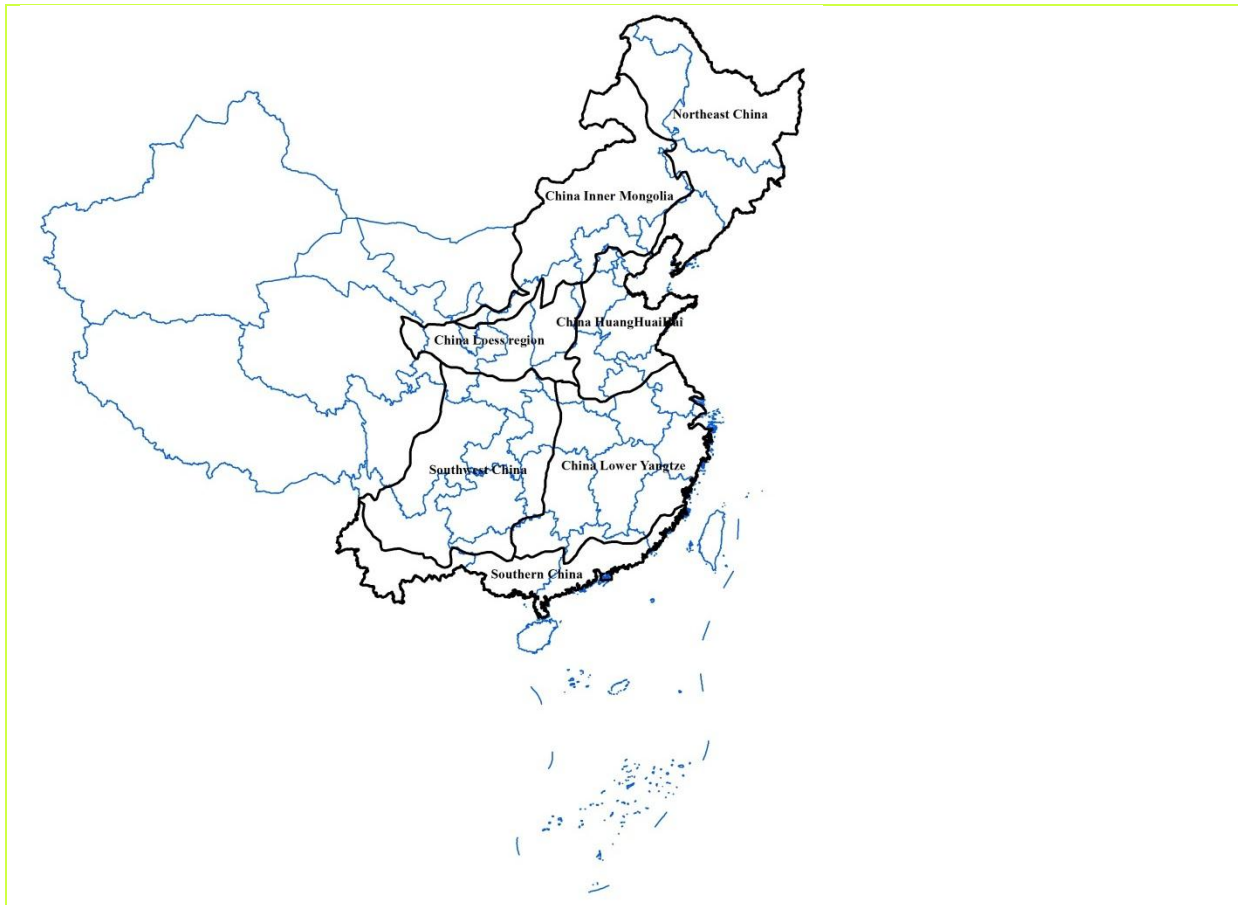 Northeast China
China Inner Mongolia
China HuangHuaiHai
China Loess region
Southwest China
China Lower Yangtze
Southern China